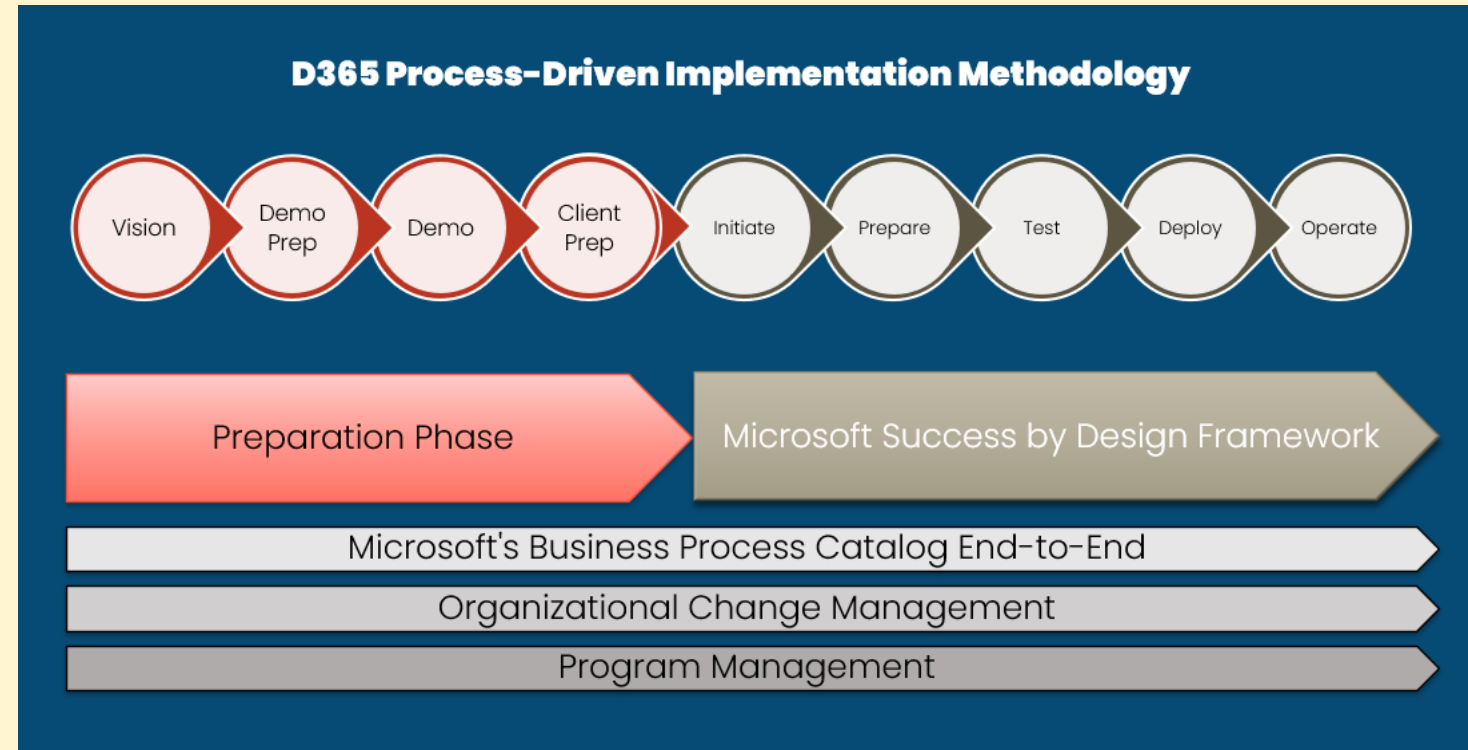 D365 Process-Driven Implementation Methodology
Vision
Demo
Prep
Demo
Client
Prep
Initiate
Prepare
Test
Deploy
Operate
Preparation Phase
Microsoft Success by Design Framework
Microsoft's Business Process Catalog End-to-End
Organizational Change Management
Program Management